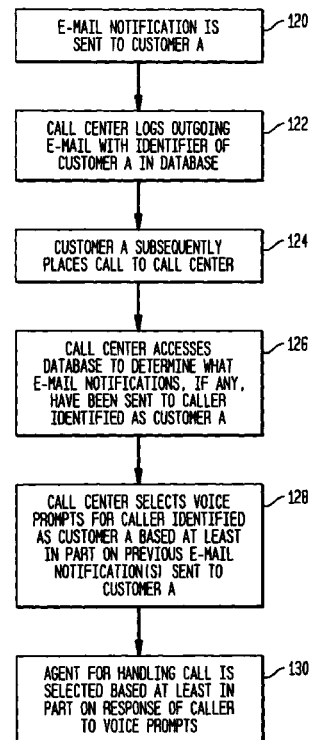 E-MAIL NOTIFICATION IS
SENT TO CUSTOMER A
120
CALL CENTER LOGS OUTGOING
E-MAIL WITH IDENTIFIER OF
CUSTOMER A IN DATABASE
122
CUSTOMER A SUBSEQUENTLY
PLACES CALL TO CALL CENTER
124
CALL CENTER ACCESSES
DATABASE TO DETERMINE WHAT
E-MAIL NOTIFICATIONS, IF ANY,
HAVE BEEN SENT TO CALLER
IDENTIFIED AS CUSTOMER A
126
CALL CENTER SELECTS VOICE
PROMPTS FOR CALLER IDENTIFIED
AS CUSTOMER A BASED AT LEAST
IN PART ON PREVIOUS E-MAIL
NOTIFICATION(S) SENT TO
CUSTOMER A
128
AGENT FOR HANDLING CALL IS
SELECTED BASED AT LEAST IN
PART ON RESPONSE OF CALLER
TO VOICE PROMPTS
130